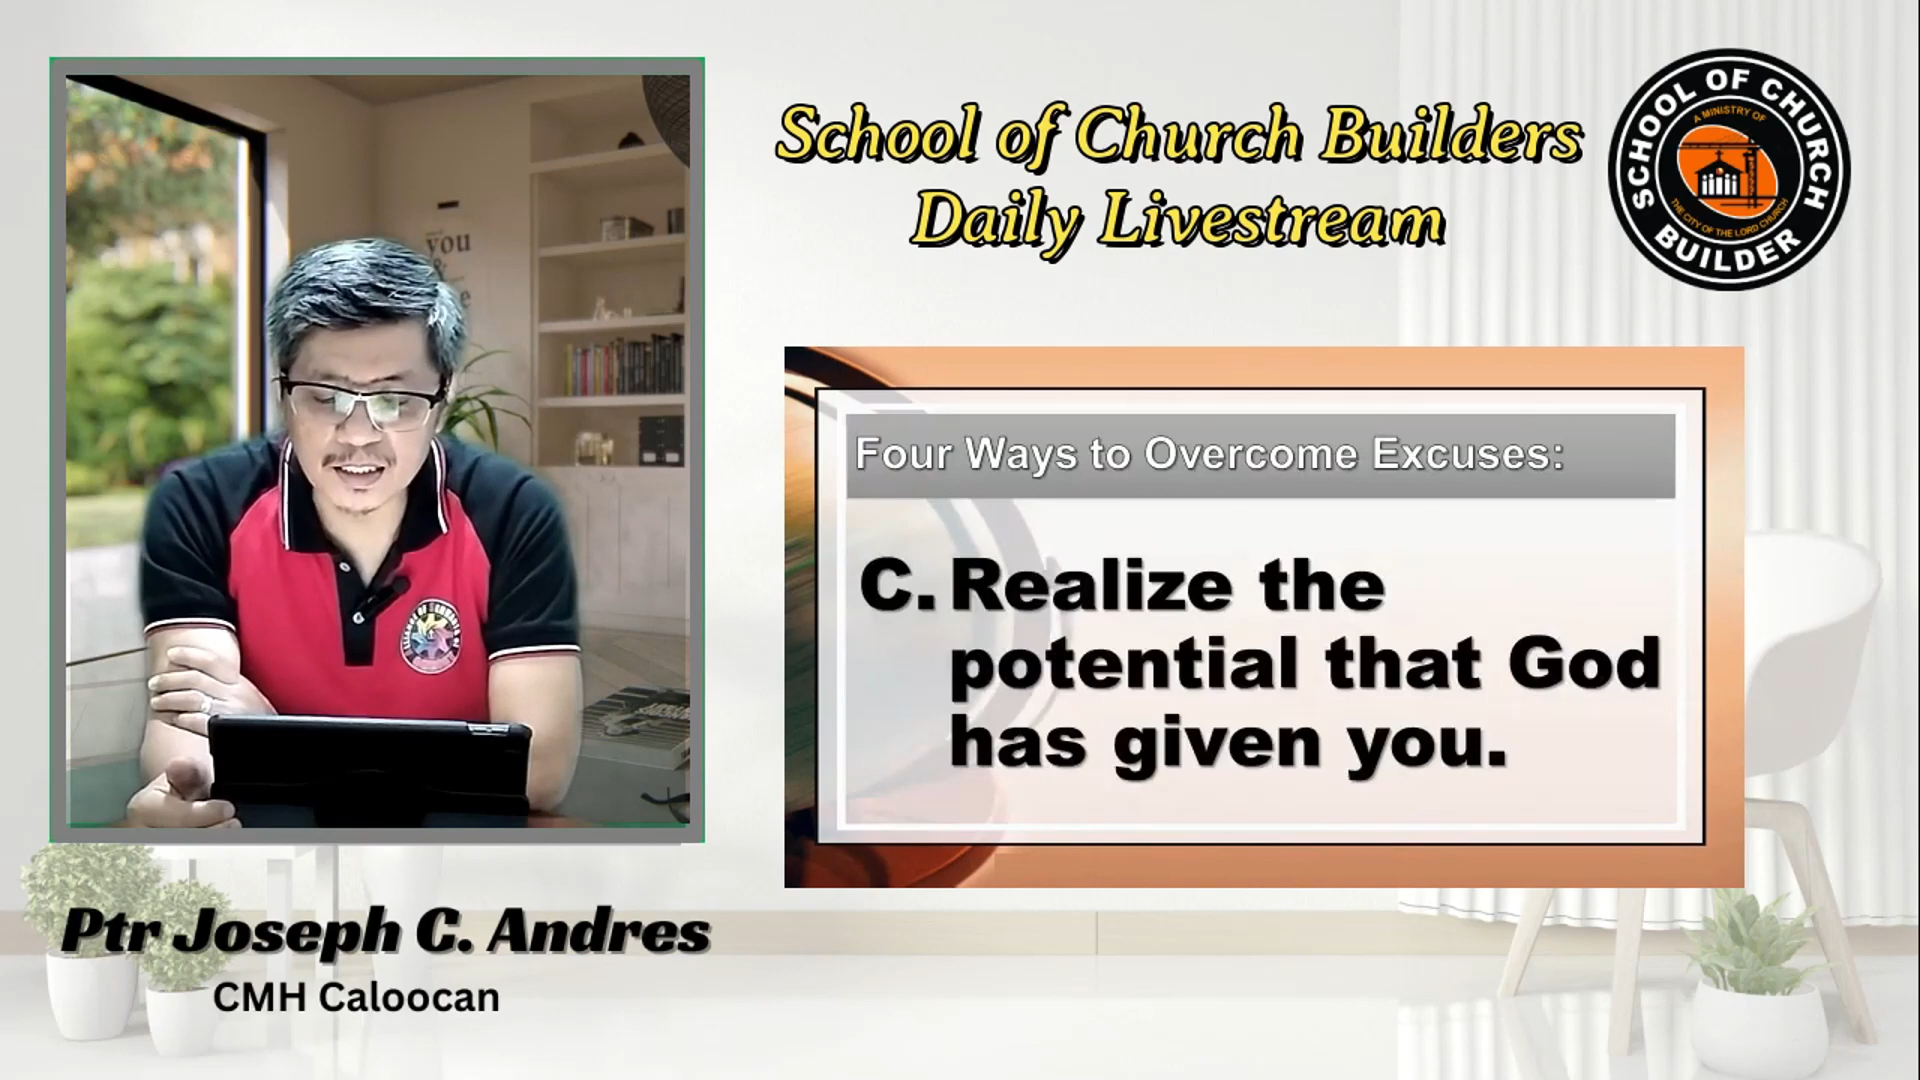 School of Church Builders
Daily Livestream
SCHOOL OF CHURCH
A MINISTRY OF
THE CITY OF THE LORD CHURCH
BUILDER
you
&
Four Ways to Overcome Excuses:
C. Realize the
potential that God
has given you.
Ptr Joseph C. Andres
CMH Caloocan